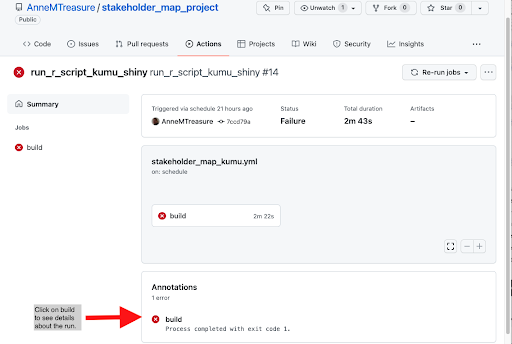 AnneMTreasure / stakeholder_map_project
Pin
Unwatch 1
Fork 0
Star 0
Public
Code
Issues
Pull requests
Actions
Projects
Wiki
Security
Insights
run_r_script_kumu_shiny run_r_script_kumu_shiny #14
Re-run jobs
Summary
Jobs
build
Triggered via schedule 21 hours ago
Status
Total duration
Artifacts
AnneMTreasure 7ccd79a
Failure
2m 43s
–
stakeholder_map_kumu.yml
on: schedule
build 2m 22s
Annotations
1 error
build
Process completed with exit code 1.
Click on build
to see details
about the run.